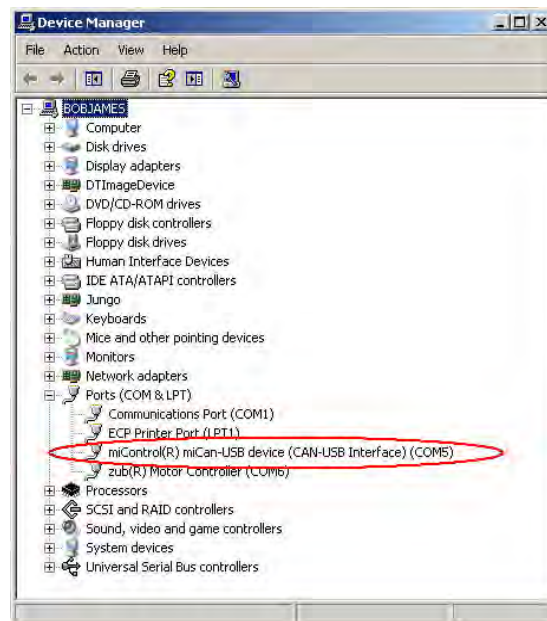 Device Manager
File Action View Help
BOBJAMES
Computer
Disk drives
Display adapters
DTImageDevice
DVD/CD-ROM drives
Floppy disk controllers
Floppy disk drives
Human Interface Devices
IDE ATA/ATAPI controllers
Jungo
Keyboards
Mice and other pointing devices
Monitors
Network adapters
Ports (COM & LPT)
Communications Port (COM1)
ECP Printer Port (LPT1)
miControl(R) miCan-USB device (CAN-USB Interface) (COM5)
zub(R) Motor Controller (COM6)
Processors
SCSI and RAID controllers
Sound, video and game controllers
System devices
Universal Serial Bus controllers